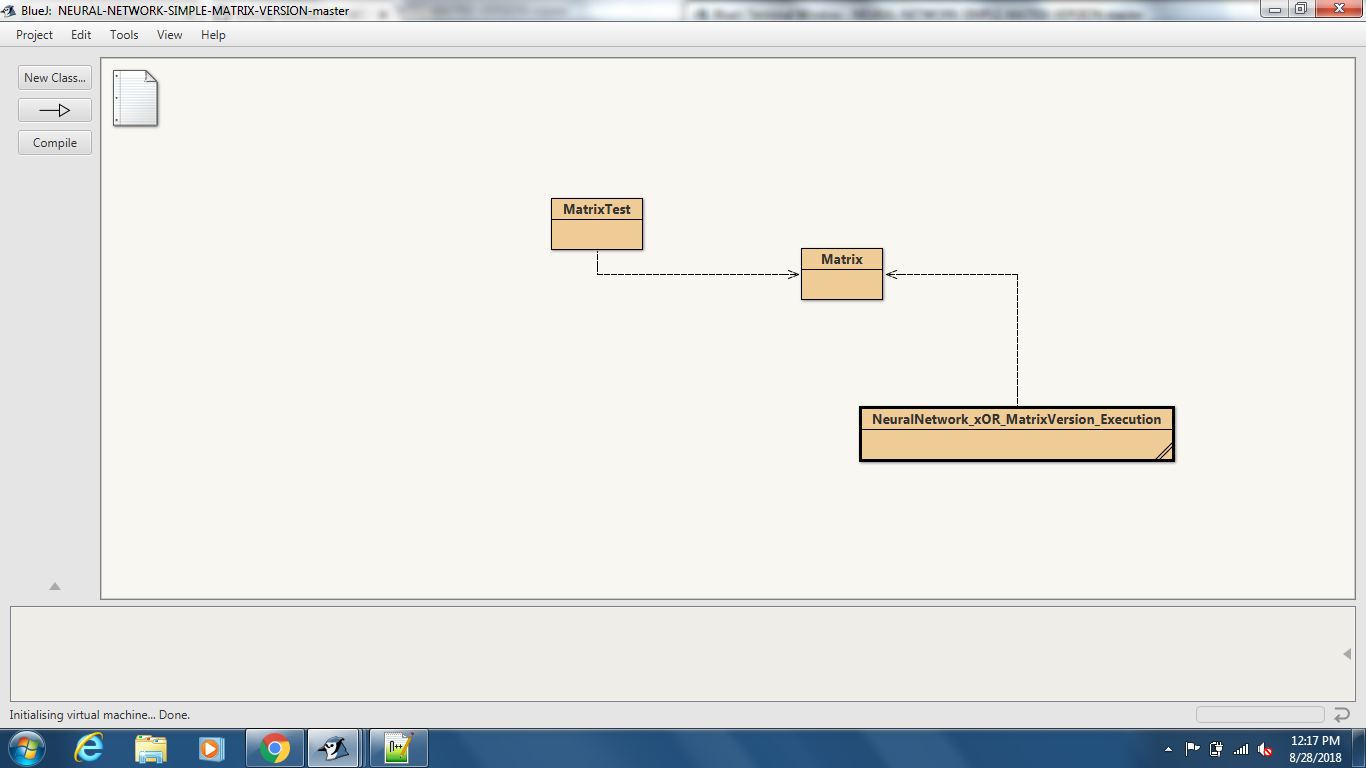 BlueJ: NEURAL-NETWORK-SIMPLE-MATRIX-VERSION-master
Project Edit Tools View Help
New Class...
Compile
MatrixTest
Matrix
NeuralNetwork_xOR_MatrixVersion_Execution
Initialising virtual machine... Done.
12:17 PM
8/28/2018